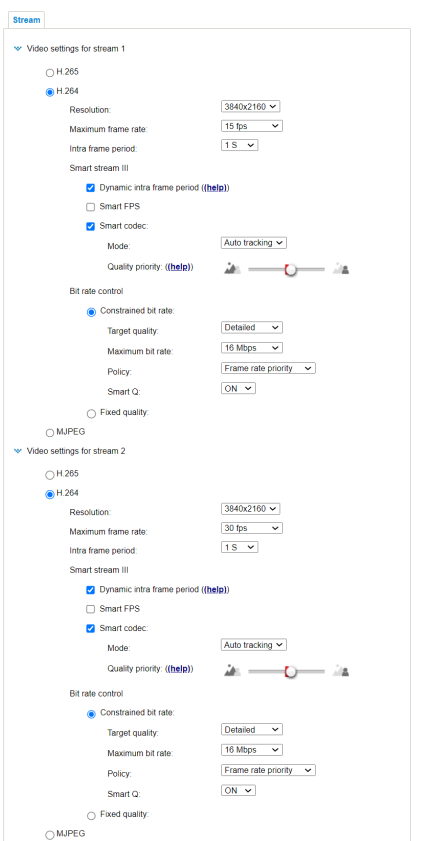 Stream
Video settings for stream 1
H.265
H.264
Resolution: 3840x2160
Maximum frame rate: 15 fps
Intra frame period: 1 S
Smart stream III
Dynamic intra frame period ((help))
Smart FPS
Smart codec:
Mode: Auto tracking
Quality priority: ((help))
Bit rate control
Constrained bit rate:
Target quality: Detailed
Maximum bit rate: 16 Mbps
Policy: Frame rate priority
Smart Q: ON
Fixed quality:
MJPEG
Video settings for stream 2
H.265
H.264
Resolution: 3840x2160
Maximum frame rate: 30 fps
Intra frame period: 1 S
Smart stream III
Dynamic intra frame period ((help))
Smart FPS
Smart codec:
Mode: Auto tracking
Quality priority: ((help))
Bit rate control
Constrained bit rate:
Target quality: Detailed
Maximum bit rate: 16 Mbps
Policy: Frame rate priority
Smart Q: ON
Fixed quality:
MJPEG